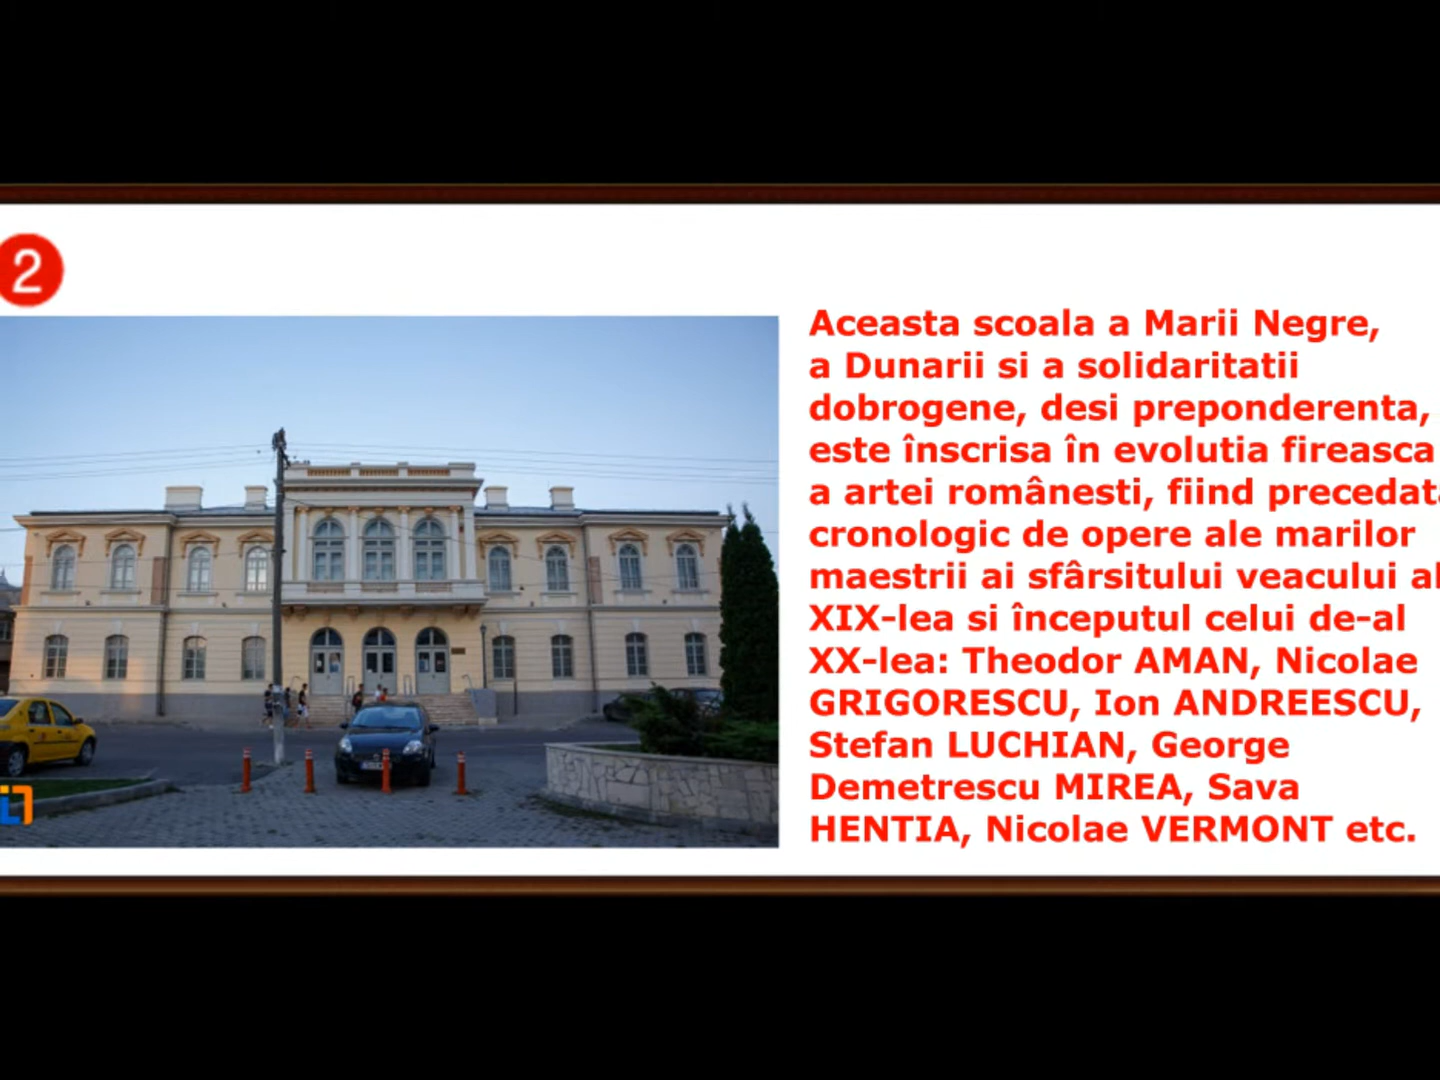 2
Aceasta scoala a Marii Negre,
a Dunarii si a solidaritatii
dobrogene, desi preponderenta,
este înscrisa în evolutia fireasca
a artei românesti, fiind precedat
cronologic de opere ale marilor
maestrii ai sfârsitului veacului al
XIX-lea si începutul celui de-al
XX-lea: Theodor AMAN, Nicolae
GRIGORESCU, Ion ANDREESCU,
Stefan LUCHIAN, George
Demetrescu MIREA, Sava
HENTIA, Nicolae VERMONT etc.